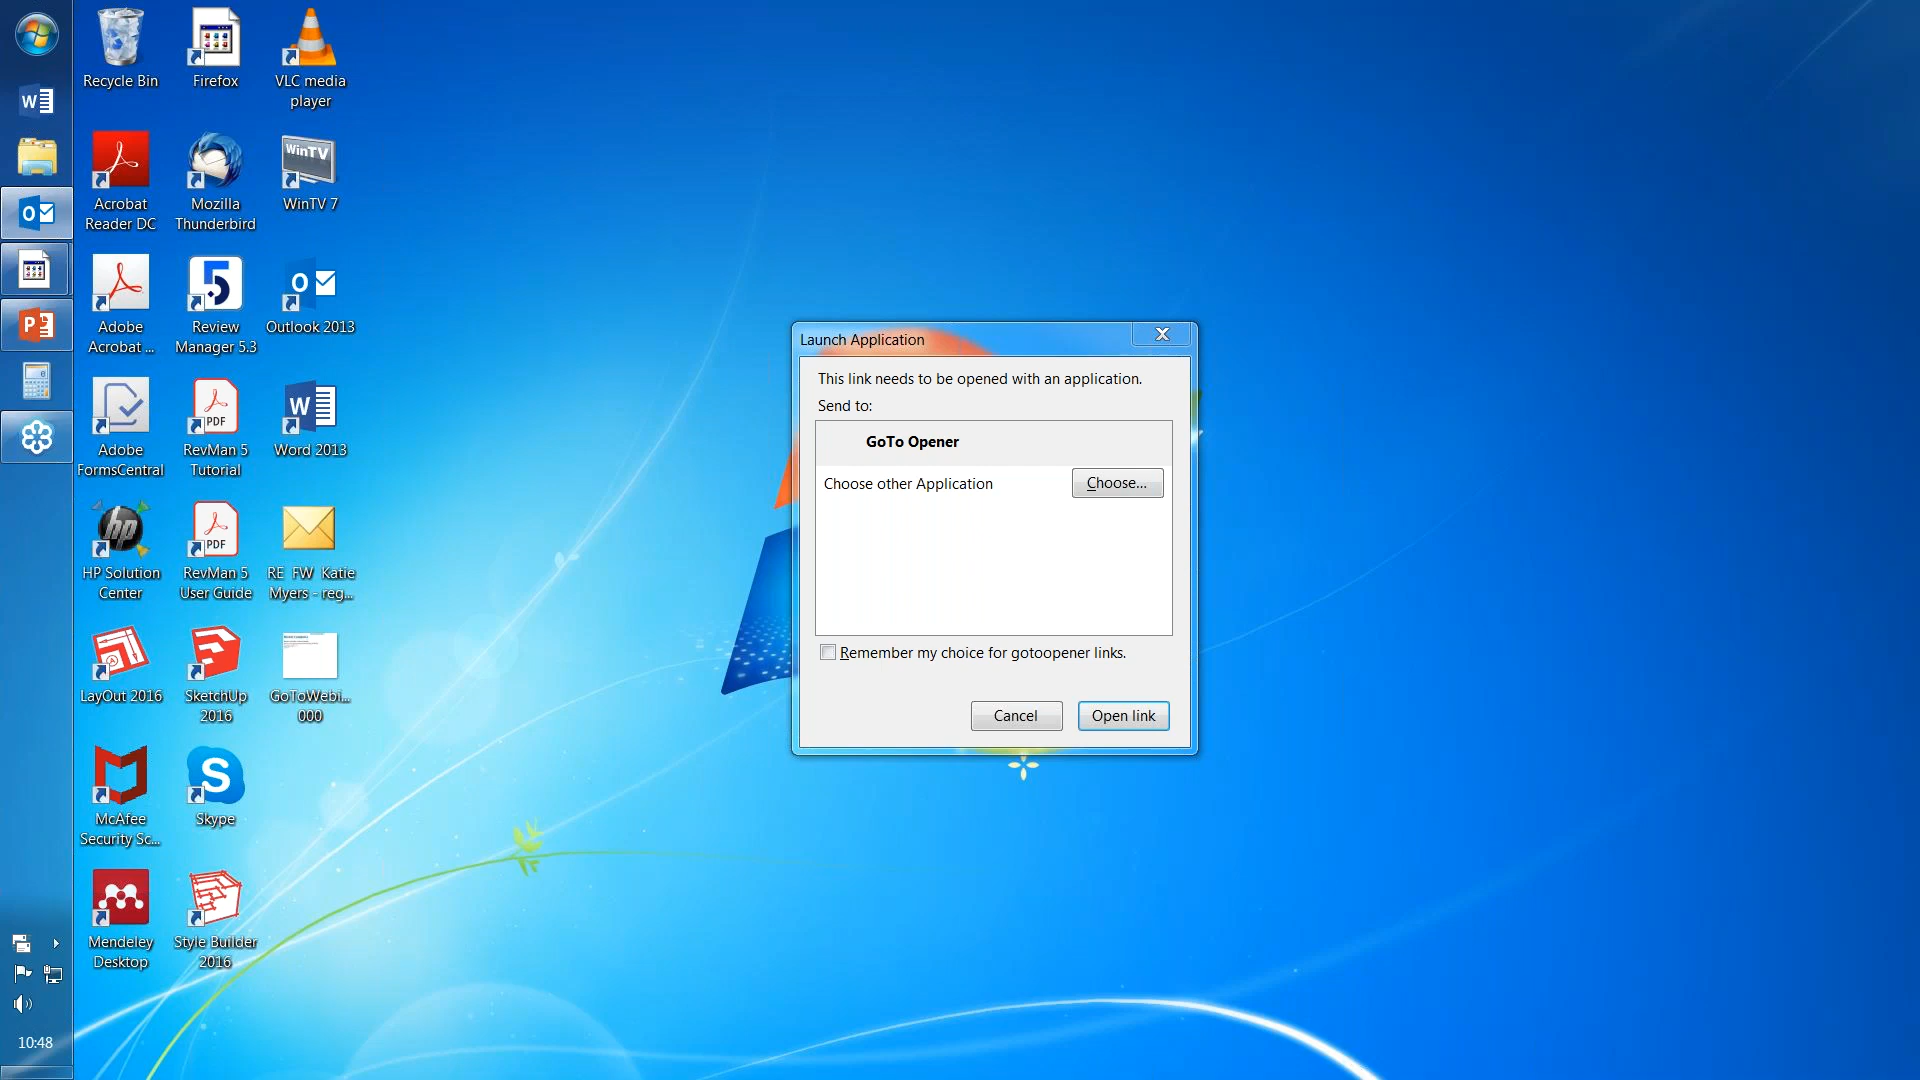 Recycle Bin
Firefox
VLC media
player
WinTV
Acrobat
Reader DC
Mozilla
Thunderbird
WinTV 7
Adobe
Acrobat ...
Review
Manager 5.3
Outlook 2013
PDF
Adobe
FormsCentral
RevMan 5
Tutorial
Word 2013
hp
PDF
HP Solution
Center
RevMan 5
User Guide
RE FW Katie
Myers - reg...
LayOut 2016
SketchUp
2016
GoToWebi...
000
McAfee
Security Sc...
Skype
Mendeley
Desktop
Style Builder
2016
10:48
Launch Application
This link needs to be opened with an application.
Send to:
GoTo Opener
Choose other Application
Choose...
Remember my choice for gotoopener links.
Cancel
Open link